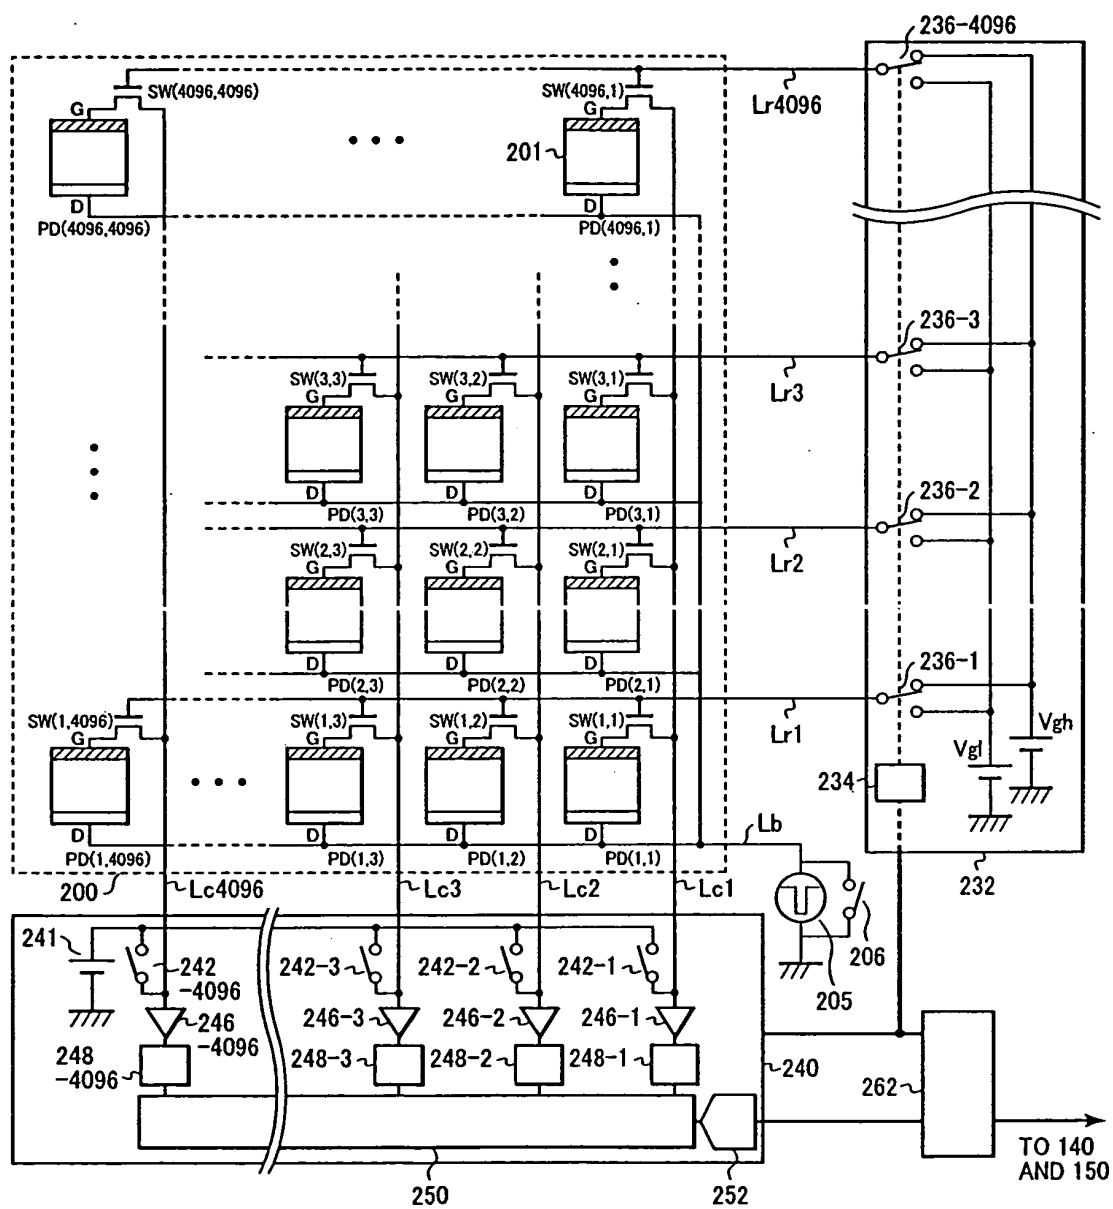 236-4096
SW(4096,4096)
SW(4096,1)
Lr4096
G
G
201
D
D
PD(4096,4096)
PD(4096,1)
236-3
SW(3,3)
SW(3,2)
SW(3,1)
Lr3
G
G
G
D
D
D
236-2
PD(3,3)
PD(3,2)
PD(3,1)
SW(2,3)
SW(2,2)
SW(2,1)
Lr2
G
G
G
D
D
D
236-1
PD(2,3)
PD(2,2)
PD(2,1)
SW(1,4096)
SW(1,3)
SW(1,2)
SW(1,1)
Lr1
G
G
G
G
Vgl
Vgh
234
D
D
D
D
Lb
PD(1,4096)
PD(1,3)
PD(1,2)
PD(1,1)
200
Lc4096
Lc3
Lc2
Lc1
232
241
242
-4096
242-3
242-2
242-1
206
205
246
-4096
246-3
246-2
246-1
248
-4096
248-3
248-2
248-1
240
262
250
252
TO 140
AND 150